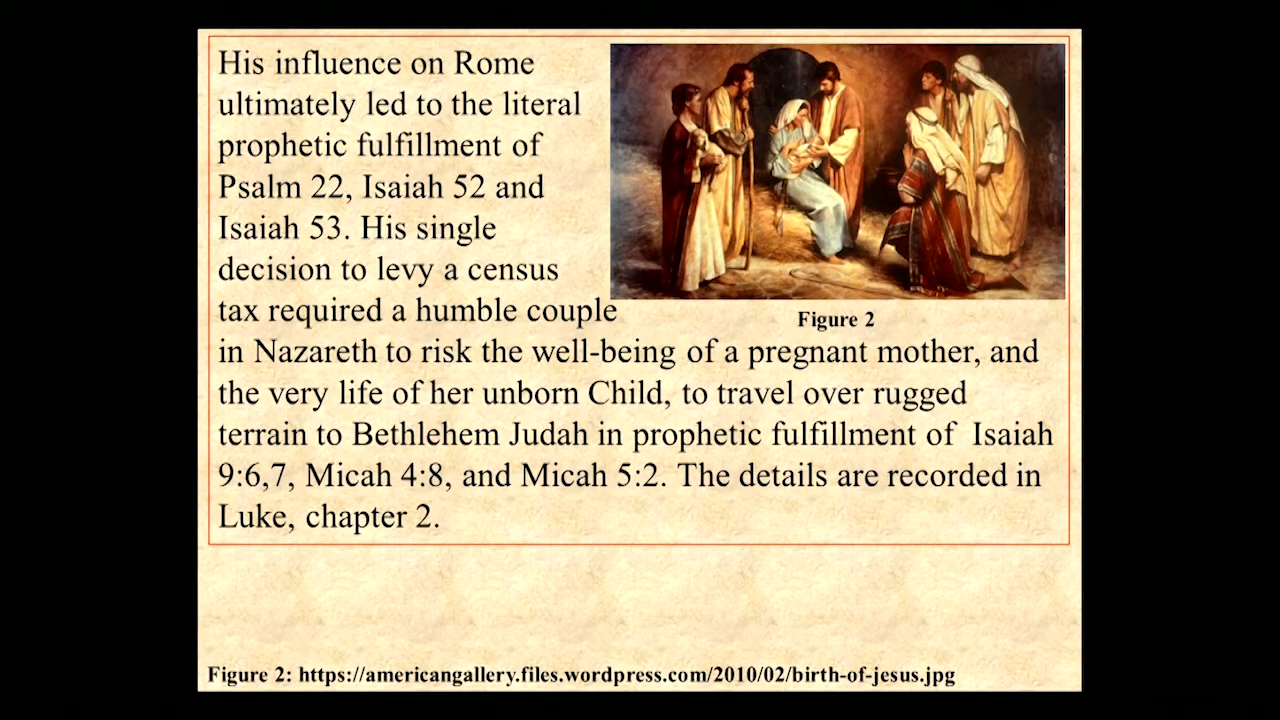 His influence on Rome
ultimately led to the literal
prophetic fulfillment of
Psalm 22, Isaiah 52 and
Isaiah 53. His single
decision to levy a census
tax required a humble couple
in Nazareth to risk the well-being of a pregnant mother, and
the very life of her unborn Child, to travel over rugged
terrain to Bethlehem Judah in prophetic fulfillment of  Isaiah
9:6,7, Micah 4:8, and Micah 5:2. The details are recorded in
Luke, chapter 2.
Figure 2
Figure 2: https://americangallery.files.wordpress.com/2010/02/birth-of-jesus.jpg